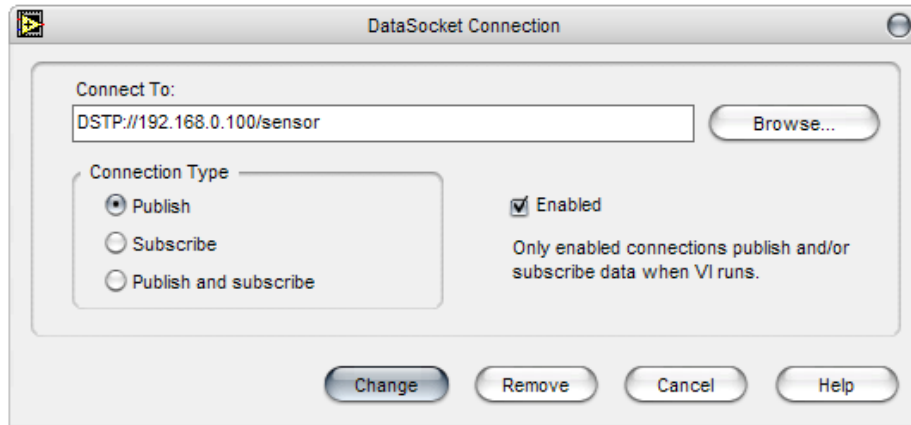 DataSocket Connection
Connect To:
DSTP://192.168.0.100/sensor
Browse...
Connection Type
Publish
Subscribe
Publish and subscribe
Enabled
Only enabled connections publish and/or
subscribe data when VI runs.
Change
Remove
Cancel
Help